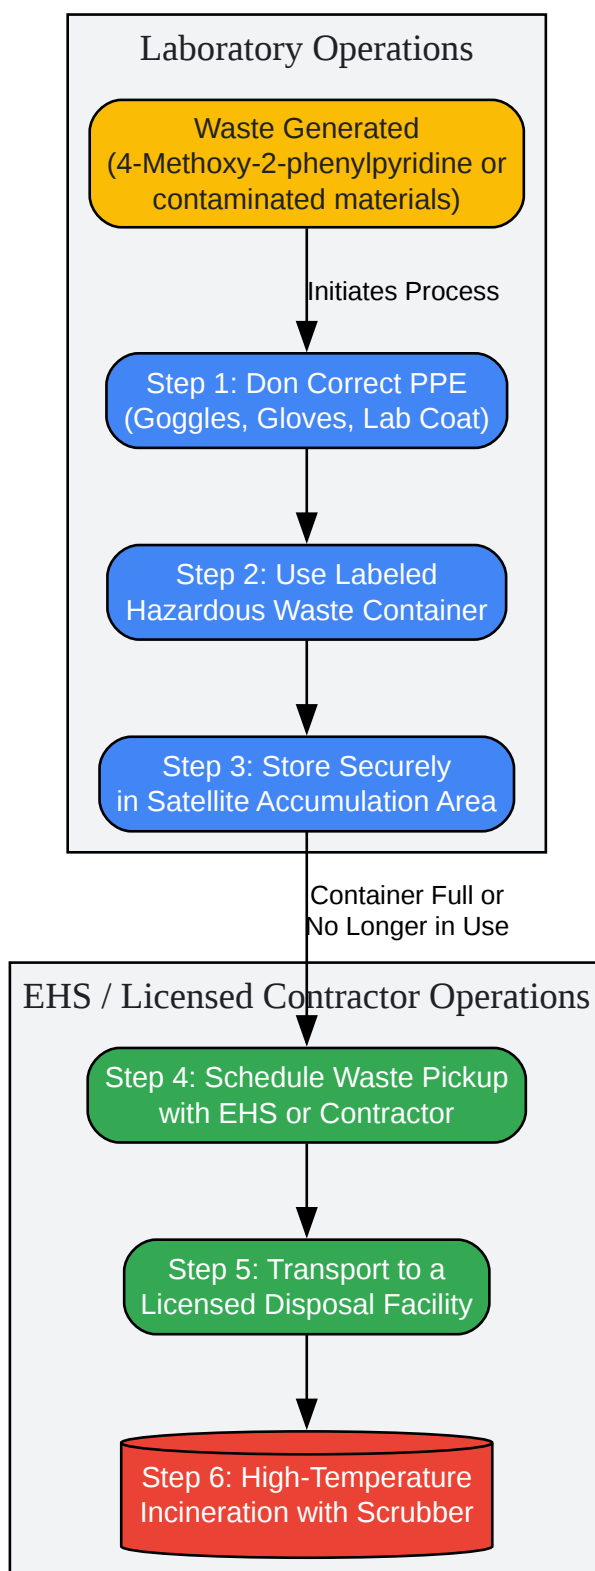 Laboratory Operations
Waste Generated
(4-Methoxy-2-phenylpyridine or
contaminated materials)
Initiates Process
Step 1: Don Correct PPE
(Goggles, Gloves, Lab Coat)
Step 2: Use Labeled
Hazardous Waste Container
Step 3: Store Securely
in Satellite Accumulation Area
Container Full or
No Longer in Use
EHS / Licensed Contractor Operations
Step 4: Schedule Waste Pickup
with EHS or Contractor
Step 5: Transport to a
Licensed Disposal Facility
Step 6: High-Temperature
Incineration with Scrubber